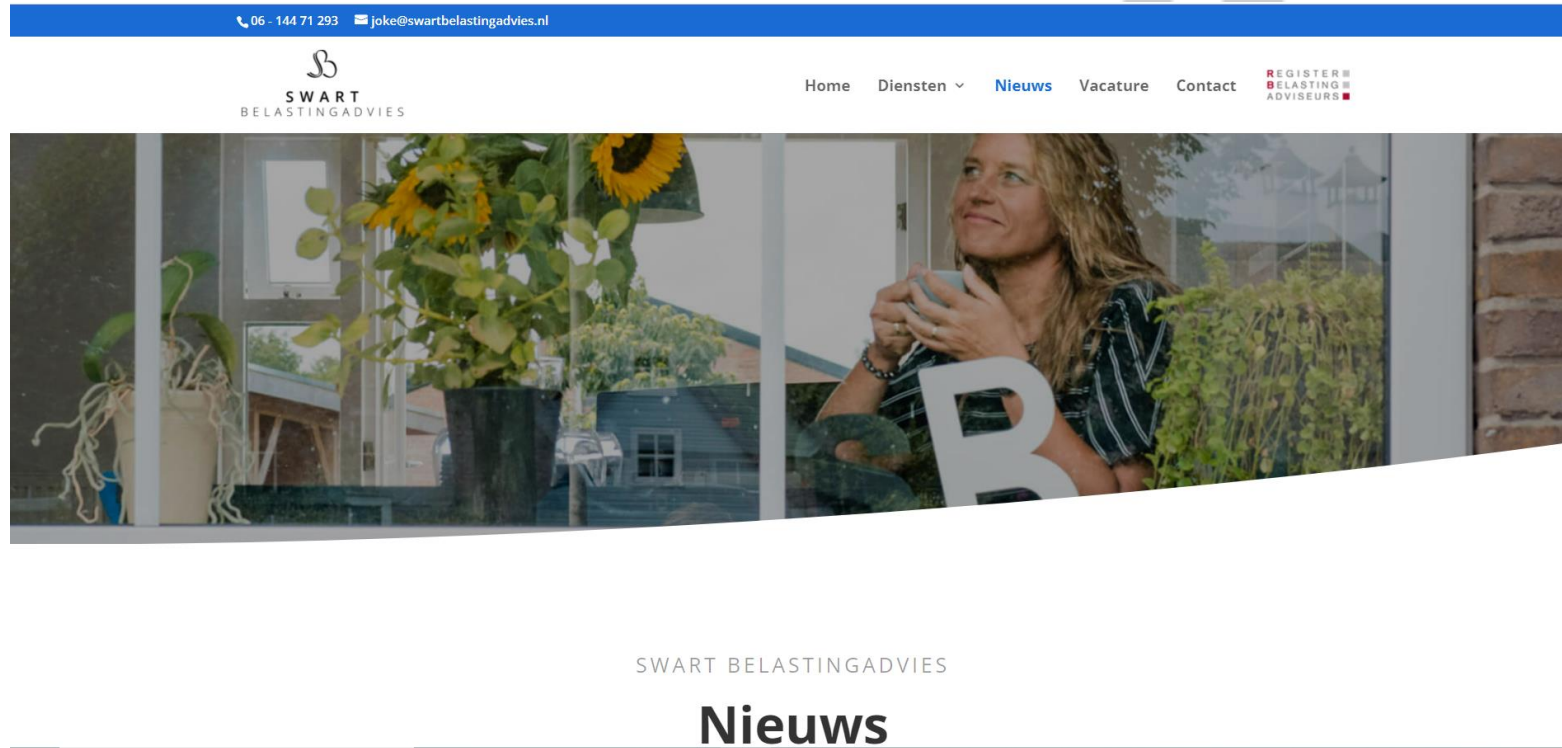 06 - 144 71 293 joke@swartbelastingadvies.nl
SWART
BELASTINGADVIES
Home Diensten Nieuws Vacature Contact
REGISTER
BELASTING
ADVISEURS
B
SWART BELASTINGADVIES
Nieuws